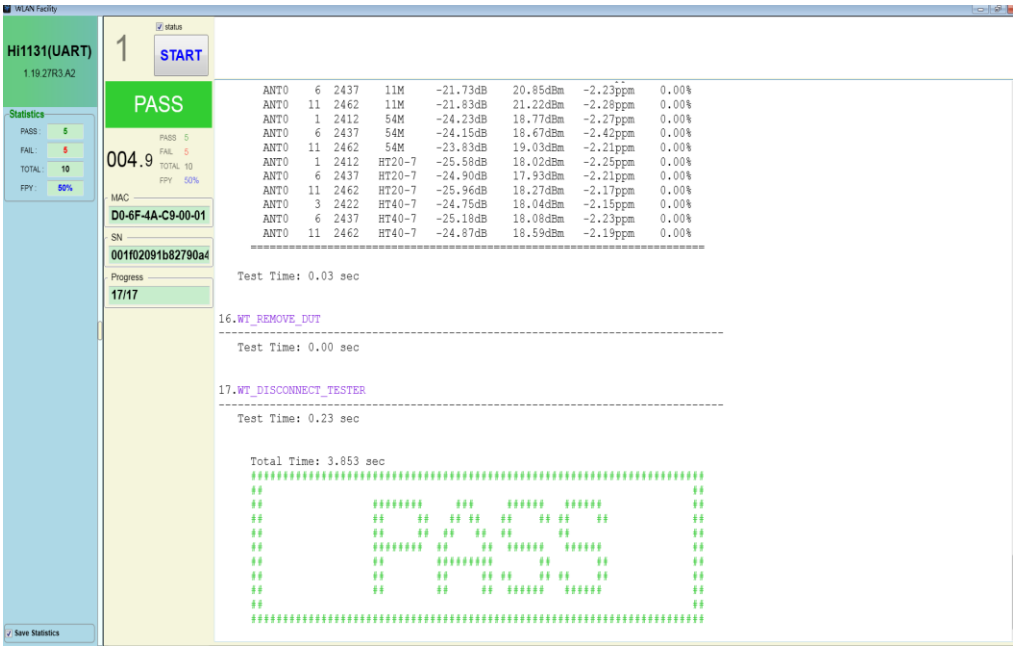 WLAN Facility
Hi1131(UART)
1.19.27R3.A2
Statistics
PASS: 5
FAIL: 5
TOTAL: 10
FPY: 50%
Save Statistics
1
status
START
PASS
004.9
PASS 5
FAIL 5
TOTAL 10
FPY 50%
MAC
D0-6F-4A-C9-00-01
SN
001f02091b82790a4
Progress
17/17
ANT0 6 2437 11M -21.73dB 20.85dBm -2.23ppm 0.00%
ANT0 11 2462 11M -21.83dB 21.22dBm -2.28ppm 0.00%
ANT0 1 2412 54M -24.23dB 18.77dBm -2.27ppm 0.00%
ANT0 6 2437 54M -24.15dB 18.67dBm -2.42ppm 0.00%
ANT0 11 2462 54M -23.83dB 19.03dBm -2.21ppm 0.00%
ANT0 1 2412 HT20-7 -25.58dB 18.02dBm -2.25ppm 0.00%
ANT0 6 2437 HT20-7 -24.90dB 17.93dBm -2.21ppm 0.00%
ANT0 11 2462 HT20-7 -25.96dB 18.27dBm -2.17ppm 0.00%
ANT0 3 2422 HT40-7 -24.75dB 18.04dBm -2.15ppm 0.00%
ANT0 6 2437 HT40-7 -25.18dB 18.08dBm -2.23ppm 0.00%
ANT0 11 2462 HT40-7 -24.87dB 18.59dBm -2.19ppm 0.00%
Test Time: 0.03 sec
16.WT_REMOVE_DUT
Test Time: 0.00 sec
17.WT_DISCONNECT_TESTER
Test Time: 0.23 sec
Total Time: 3.853 sec
PASS